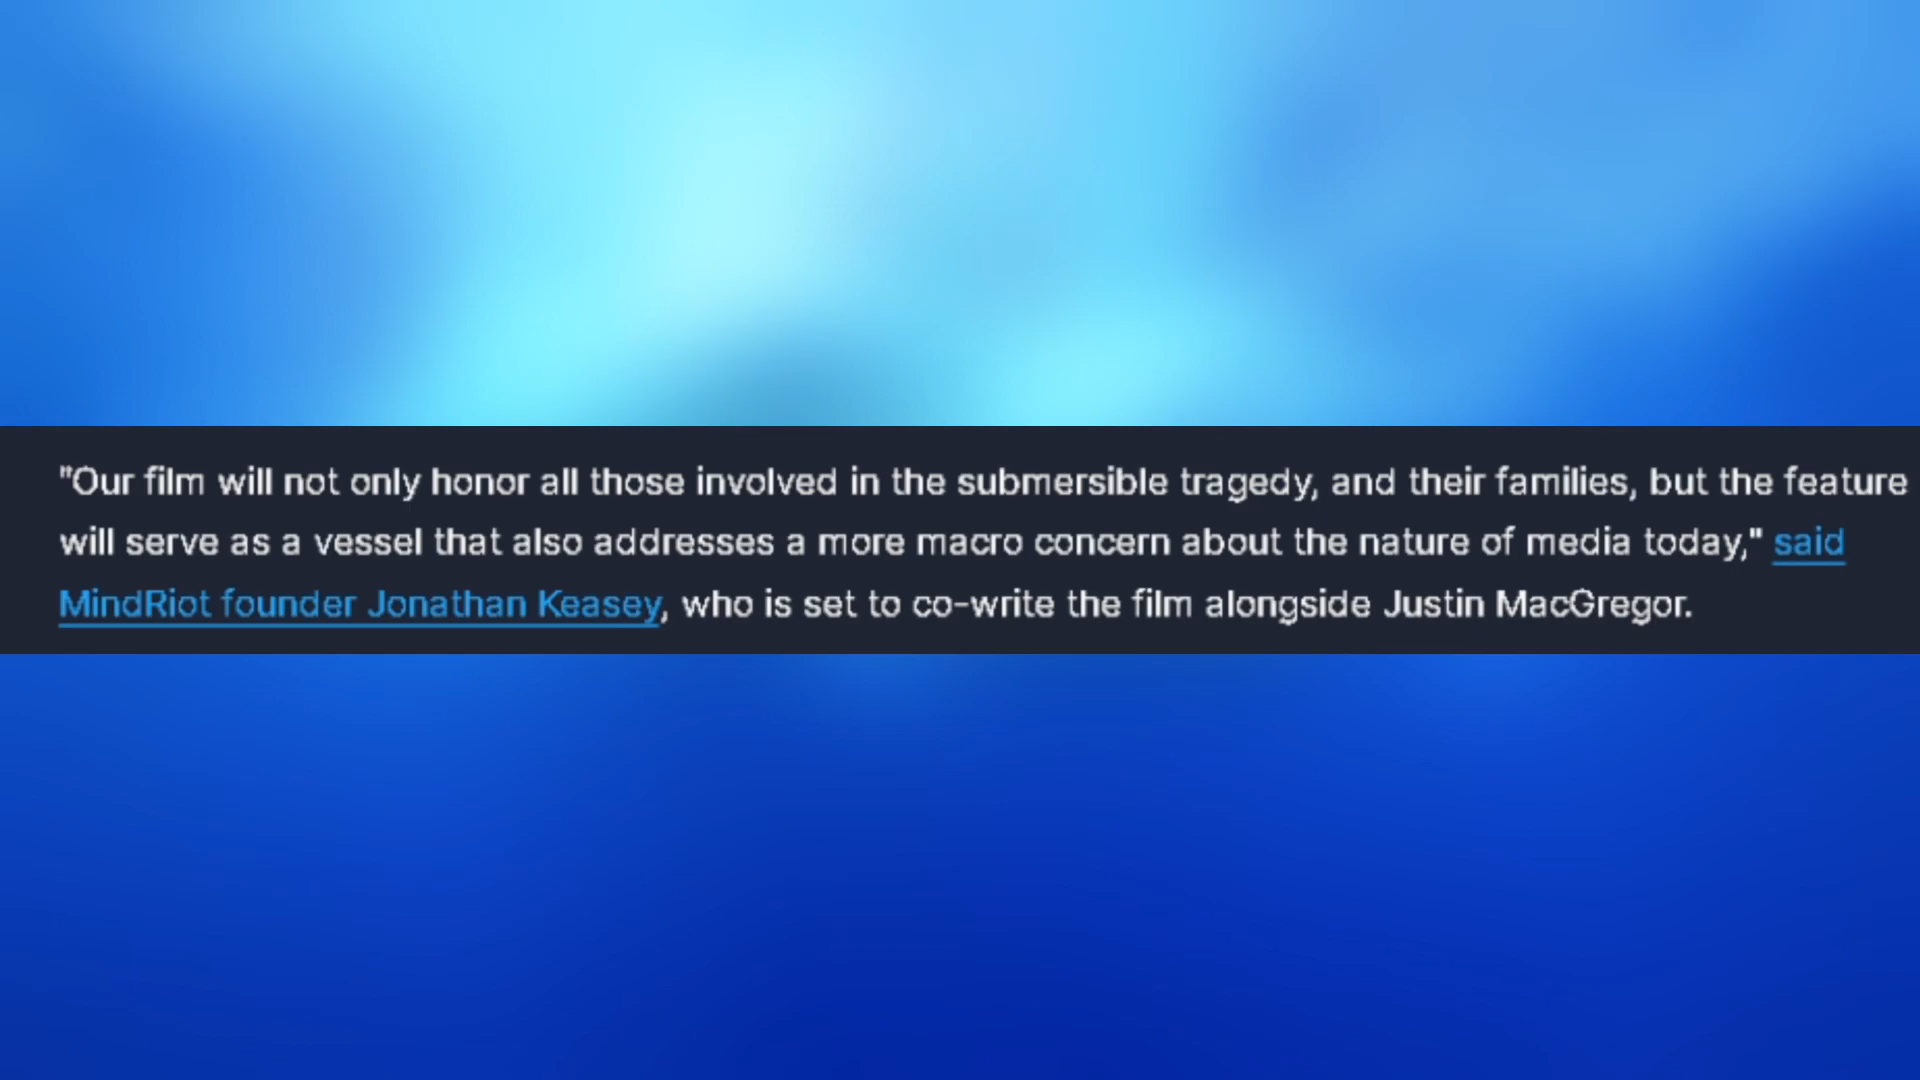 "Our film will not only honor all those involved in the submersible tragedy, and their families, but the feature
will serve as a vessel that also addresses a more macro concern about the nature of media today," said
MindRiot founder Jonathan Keasey, who is set to co-write the film alongside Justin MacGregor.